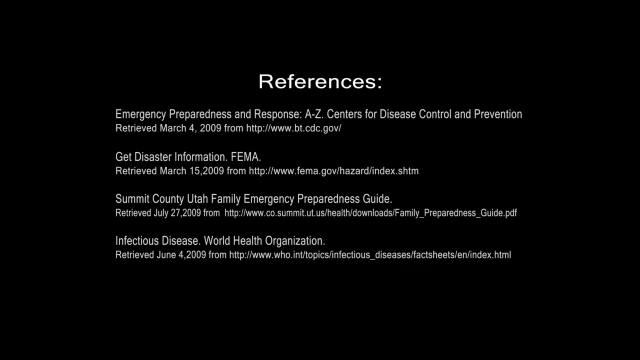 References:
Emergency Preparedness and Response: A-Z. Centers for Disease Control and Prevention
Retrieved March 4, 2009 from http://www.bt.cdc.gov/
Get Disaster Information. FEMA.
Retrieved March 15,2009 from http://www.fema.gov/hazard/index.shtm
Summit County Utah Family Emergency Preparedness Guide.
Retrieved July 27,2009 from http://www.co.summit.ut.us/health/downloads/Family_Preparedness_Guide.pdf
Infectious Disease. World Health Organization.
Retrieved June 4,2009 from http://www.who.int/topics/infectious_diseases/factsheets/en/index.html